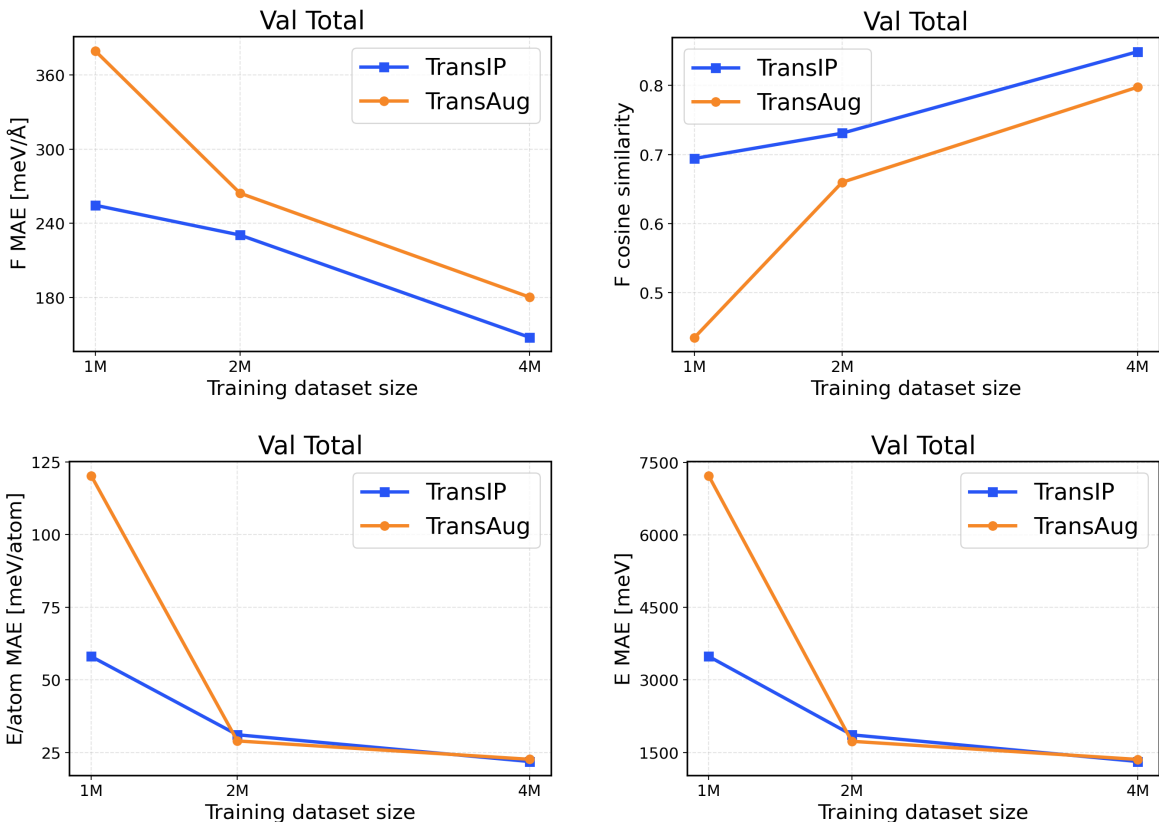 Val Total
F MAE [meV/Å]
360
300
240
180
TransIP
TransAug
1M
2M
4M
Training dataset size
Val Total
F cosine similarity
0.8
0.7
0.6
0.5
TransIP
TransAug
1M
2M
4M
Training dataset size
Val Total
E/atom MAE [meV/atom]
125
100
75
50
25
TransIP
TransAug
1M
2M
4M
Training dataset size
Val Total
E MAE [meV]
7500
6000
4500
3000
1500
TransIP
TransAug
1M
2M
4M
Training dataset size